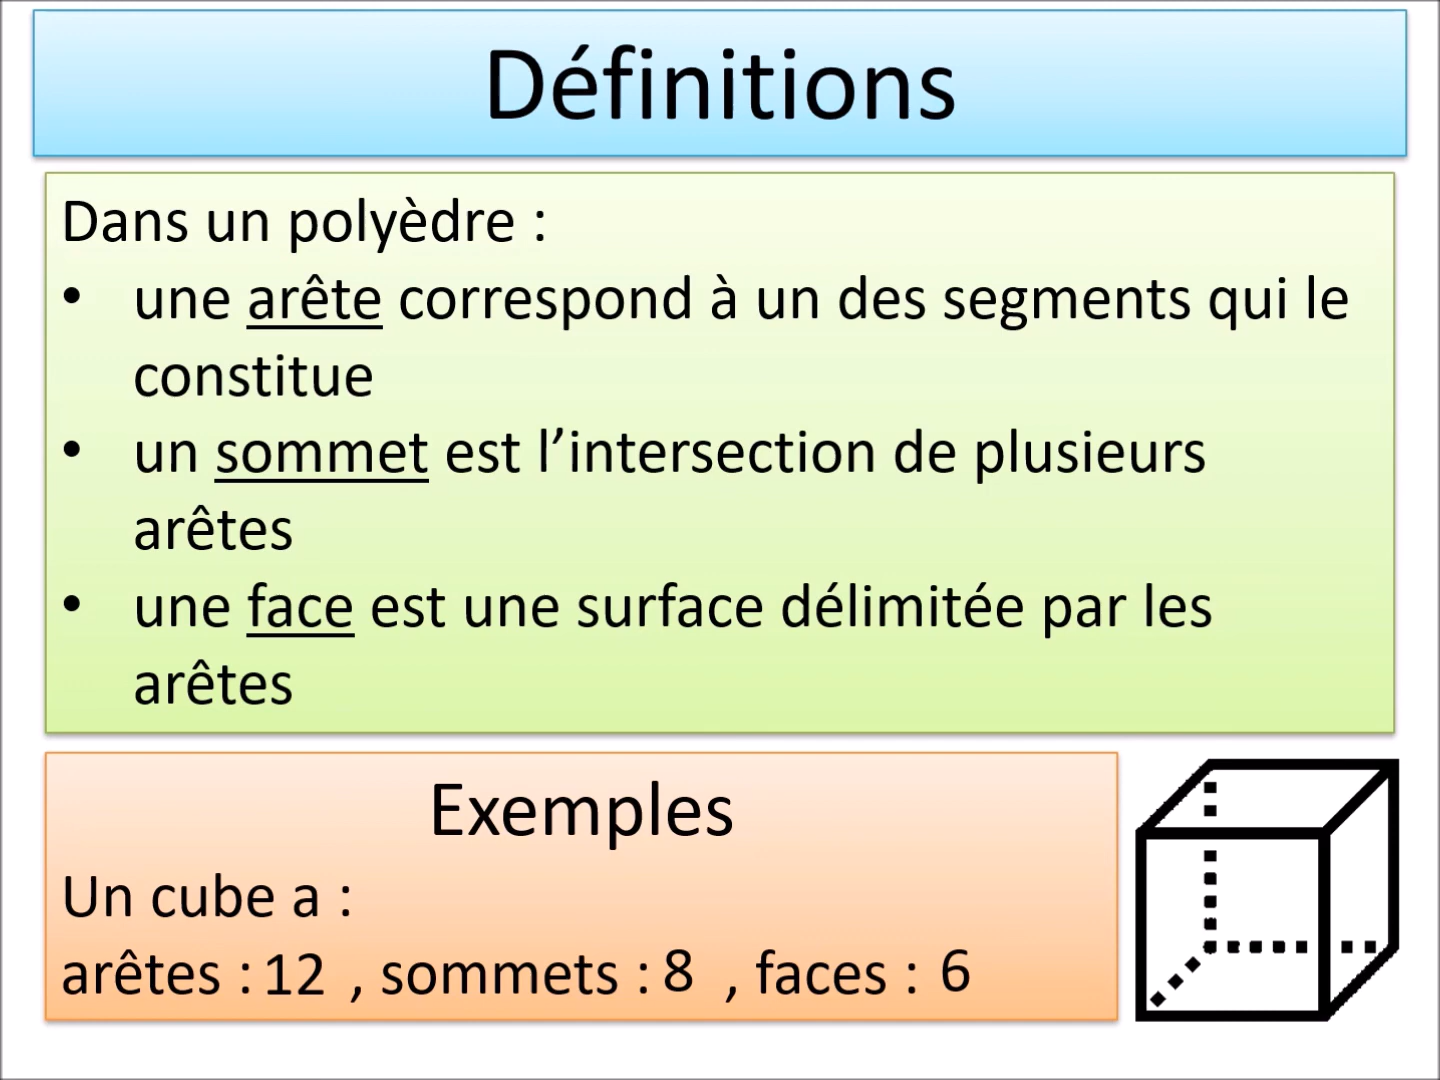 Définitions
Dans un polyèdre :
• une arête correspond à un des segments qui le
constitue
• un sommet est l’intersection de plusieurs
arêtes
• une face est une surface délimitée par les
arêtes
Exemples
Un cube a :
arêtes : 12 , sommets : 8 , faces : 6